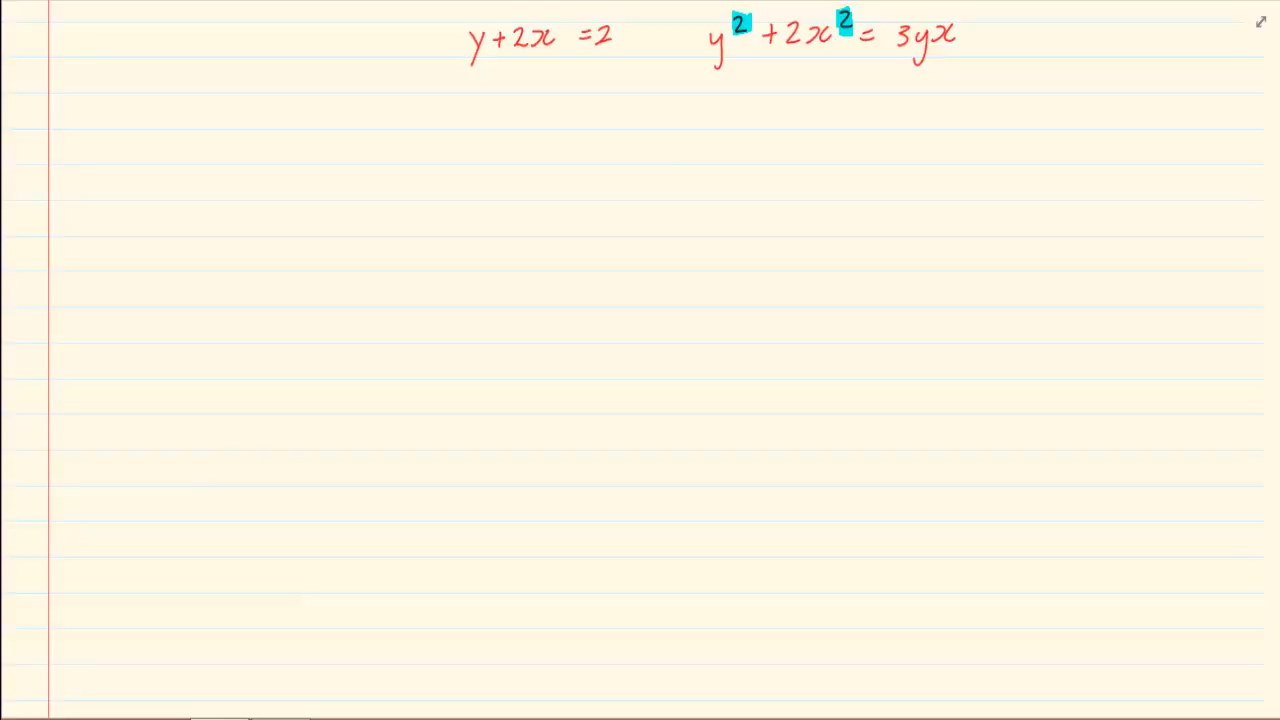 y + 2x = 2 y² + 2x² = 3yx